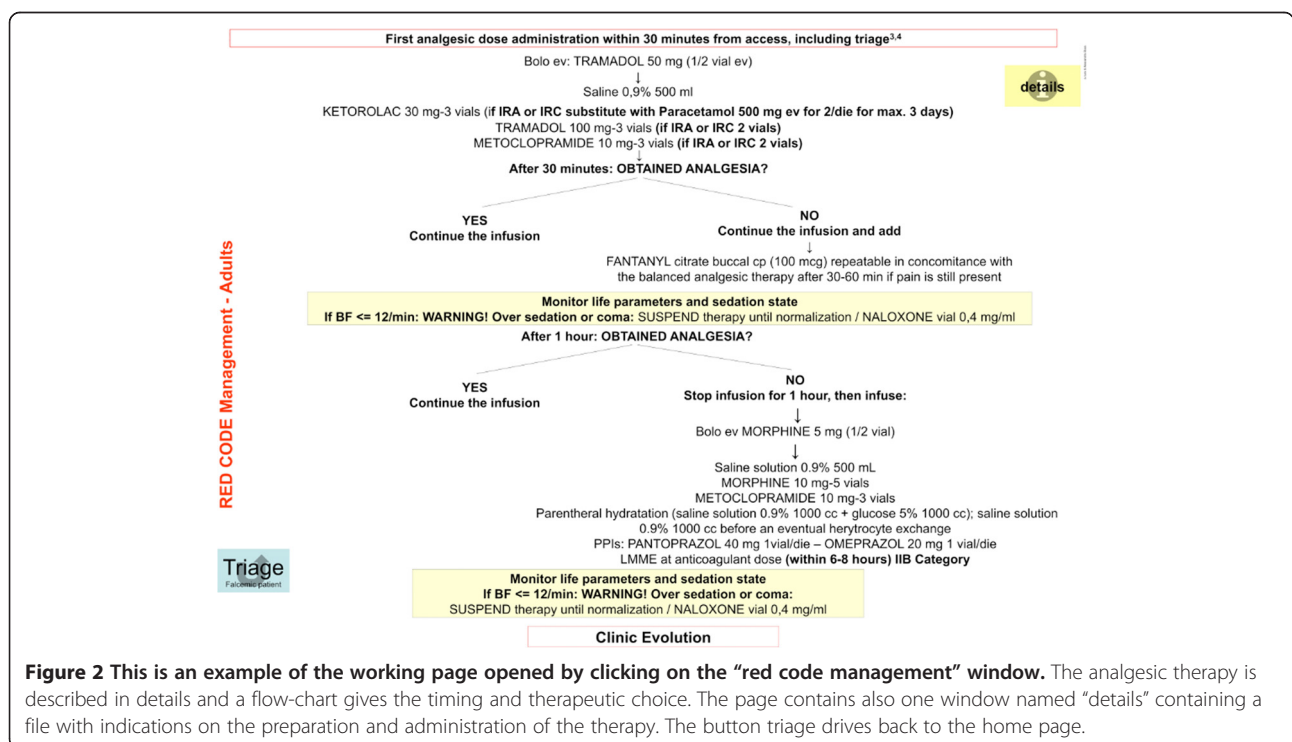 First analgesic dose administration within 30 minutes from access, including triage3,4
Bolo ev: TRAMADOL 50 mg (1/2 vial ev)
↓
Saline 0,9% 500 ml
details
KETOROLAC 30 mg-3 vials (if IRA or IRC substitute with Paracetamol 500 mg ev for 2/die for max. 3 days)
TRAMADOL 100 mg-3 vials (if IRA or IRC 2 vials)
METOCLOPRAMIDE 10 mg-3 vials (if IRA or IRC 2 vials)
↓
After 30 minutes: OBTAINED ANALGESIA?
YES
Continue the infusion
NO
Continue the infusion and add
↓
FANTANYL citrate buccal cp (100 mcg) repeatable in concomitance with
the balanced analgesic therapy after 30-60 min if pain is still present
RED CODE Management - Adults
Monitor life parameters and sedation state
If BF <= 12/min: WARNING! Over sedation or coma: SUSPEND therapy until normalization / NALOXONE vial 0,4 mg/ml
After 1 hour: OBTAINED ANALGESIA?
YES
Continue the infusion
NO
Stop infusion for 1 hour, then infuse:
↓
Bolo ev MORPHINE 5 mg (1/2 vial)
↓
Saline solution 0.9% 500 mL
MORPHINE 10 mg-5 vials
METOCLOPRAMIDE 10 mg-3 vials
Parentheral hydratation (saline solution 0.9% 1000 cc + glucose 5% 1000 cc); saline solution
0.9% 1000 cc before an eventual herytrocyte exchange
PPIs: PANTOPRAZOL 40 mg 1vial/die – OMEPRAZOL 20 mg 1 vial/die
LMME at anticoagulant dose (within 6-8 hours) IIB Category
Triage
Falcemic patient
Monitor life parameters and sedation state
If BF <= 12/min: WARNING! Over sedation or coma:
SUSPEND therapy until normalization / NALOXONE vial 0,4 mg/ml
Clinic Evolution
Figure 2 This is an example of the working page opened by clicking on the “red code management” window. The analgesic therapy is
described in details and a flow-chart gives the timing and therapeutic choice. The page contains also one window named “details” containing a
file with indications on the preparation and administration of the therapy. The button triage drives back to the home page.